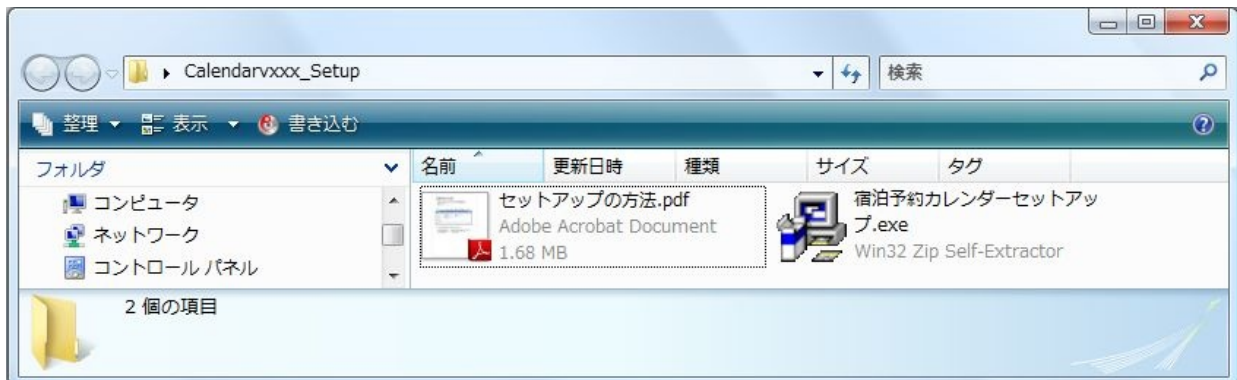 Calendarvxxx_Setup
検索
整理 表示 書き込む
フォルダ
名前 更新日時 種類 サイズ タグ
コンピュータ
ネットワーク
コントロール パネル
セットアップの方法.pdf
Adobe Acrobat Document
1.68 MB
宿泊予約カレンダーセットアッ
プ.exe
Win32 Zip Self-Extractor
2 個の項目